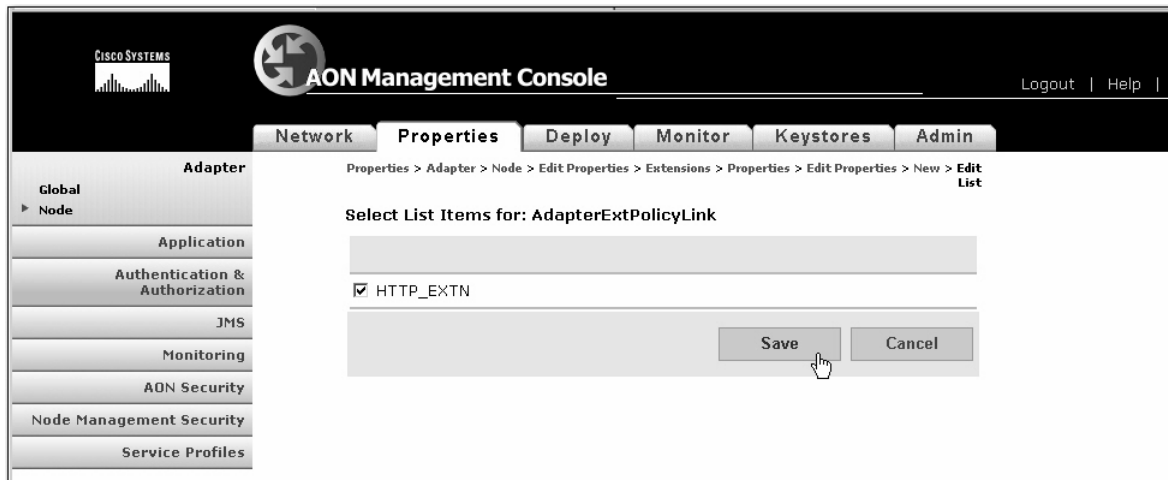 CISCO SYSTEMS
AON Management Console
Logout | Help |
Network Properties Deploy Monitor Keystores Admin
Adapter
Global
Node
Application
Authentication &
Authorization
JMS
Monitoring
AON Security
Node Management Security
Service Profiles
Properties > Adapter > Node > Edit Properties > Extensions > Properties > Edit Properties > New > Edit
List
Select List Items for: AdapterExtPolicyLink
HTTP_EXTN
Save Cancel